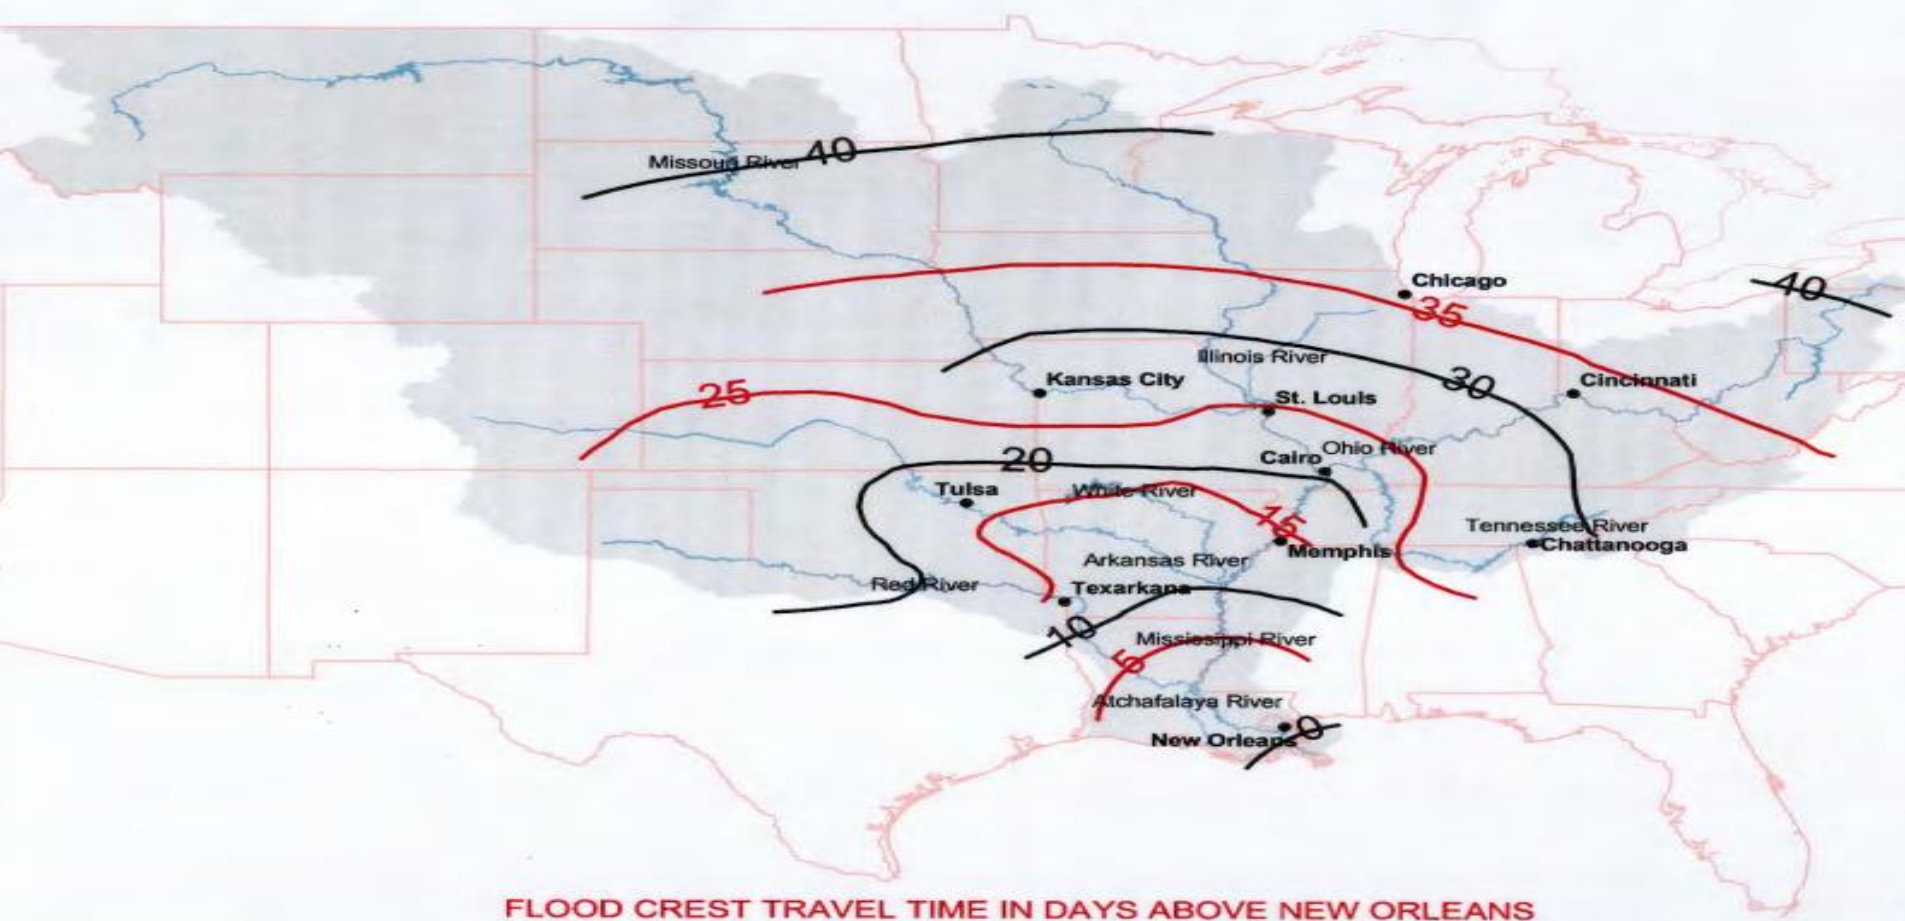 40
Missouri River
Chicago
40
35
Illinois River
Kansas City
30
Cincinnati
25
St. Louis
Ohio River
Cairo
20
Tulsa
White River
15
Tennessee River
Chattanooga
Memphis
Arkansas River
Red River
Texarkana
10
Mississippi River
5
Atchafalaya River
0
New Orleans
FLOOD CREST TRAVEL TIME IN DAYS ABOVE NEW ORLEANS